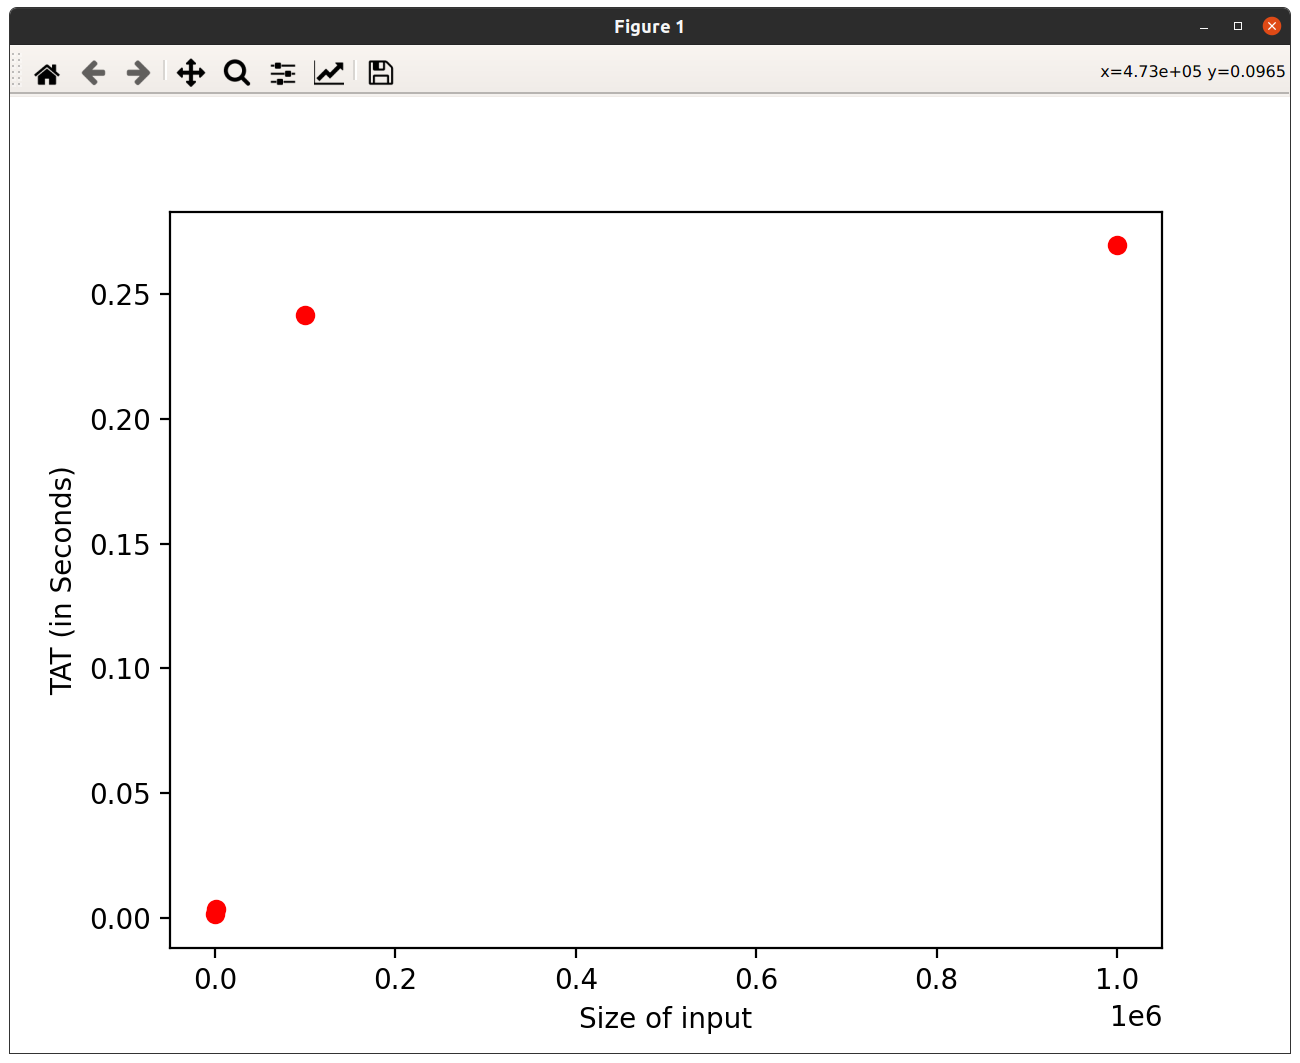 Figure 1
x=4.73e+05 y=0.0965
0.25
0.20
0.15
0.10
0.05
0.00
TAT (in Seconds)
0.0 0.2 0.4 0.6 0.8 1.0
Size of input
1e6